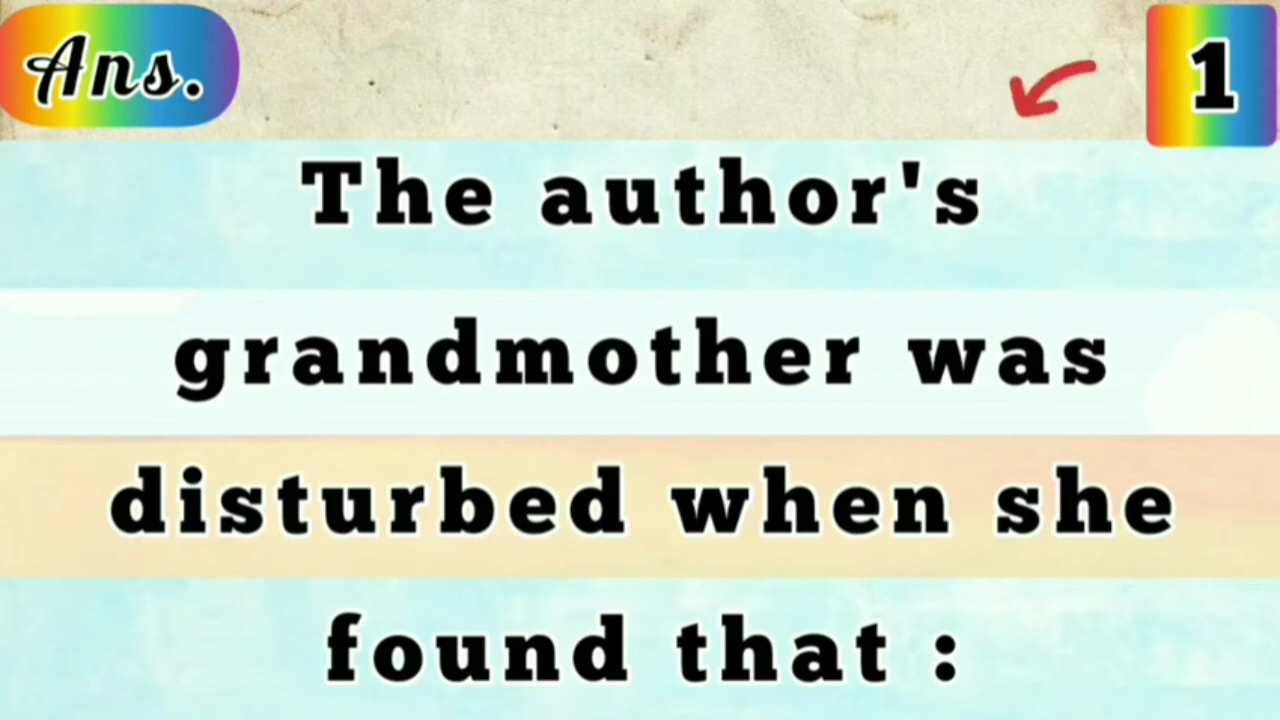 Ans.
1
The author's
grandmother was
disturbed when she
found that :